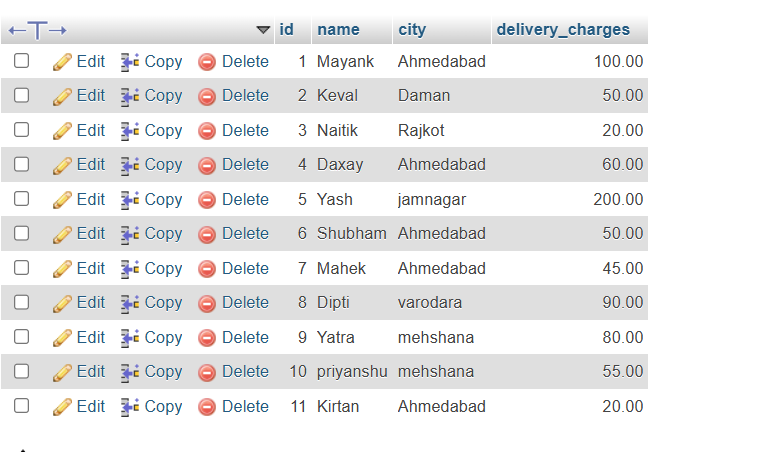 id name city delivery_charges
Edit Copy Delete 1 Mayank Ahmedabad 100.00
Edit Copy Delete 2 Keval Daman 50.00
Edit Copy Delete 3 Naitik Rajkot 20.00
Edit Copy Delete 4 Daxay Ahmedabad 60.00
Edit Copy Delete 5 Yash jamnagar 200.00
Edit Copy Delete 6 Shubham Ahmedabad 50.00
Edit Copy Delete 7 Mahek Ahmedabad 45.00
Edit Copy Delete 8 Dipti varodara 90.00
Edit Copy Delete 9 Yatra mehshana 80.00
Edit Copy Delete 10 priyanshu mehshana 55.00
Edit Copy Delete 11 Kirtan Ahmedabad 20.00